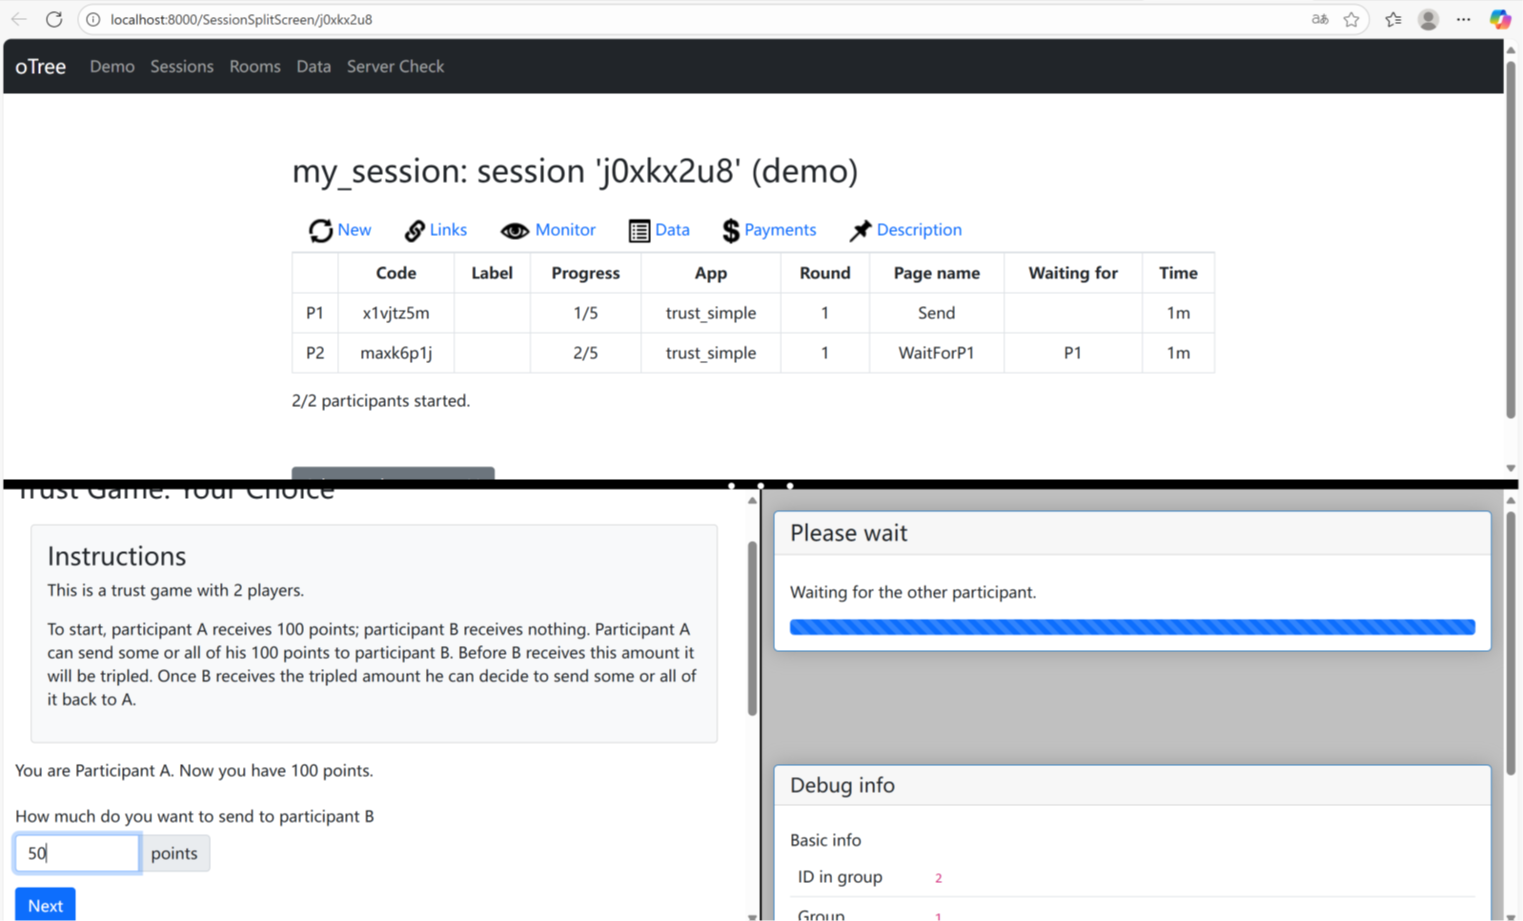 localhost:8000/SessionSplitScreen/j0xkx2u8
oTree Demo Sessions Rooms Data Server Check
my_session: session 'j0xkx2u8' (demo)
New Links Monitor Data Payments Description
Code Label Progress App Round Page name Waiting for Time
P1 x1vjtz5m 1/5 trust_simple 1 Send 1m
P2 maxk6p1j 2/5 trust_simple 1 WaitForP1 P1 1m
2/2 participants started.
Trust Game: Your Choice
Instructions
This is a trust game with 2 players.
To start, participant A receives 100 points; participant B receives nothing. Participant A
can send some or all of his 100 points to participant B. Before B receives this amount it
will be tripled. Once B receives the tripled amount he can decide to send some or all of
it back to A.
You are Participant A. Now you have 100 points.
How much do you want to send to participant B
50 points
Next
Please wait
Waiting for the other participant.
Debug info
Basic info
ID in group 2
Group 1